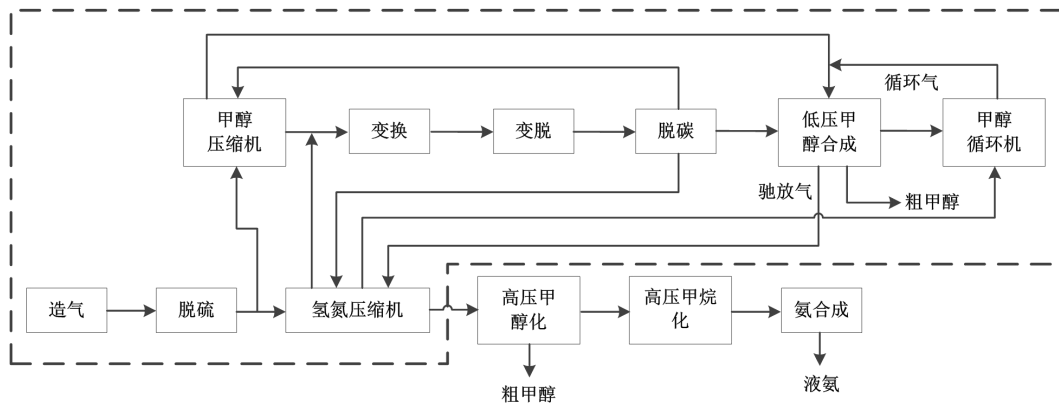 循环气
甲醇
压缩机
变换
变脱
脱碳
低压甲
醇合成
甲醇
循环机
驰放气
粗甲醇
造气
脱硫
氢氮压缩机
高压甲
醇化
高压甲烷
化
氨合成
粗甲醇
液氨